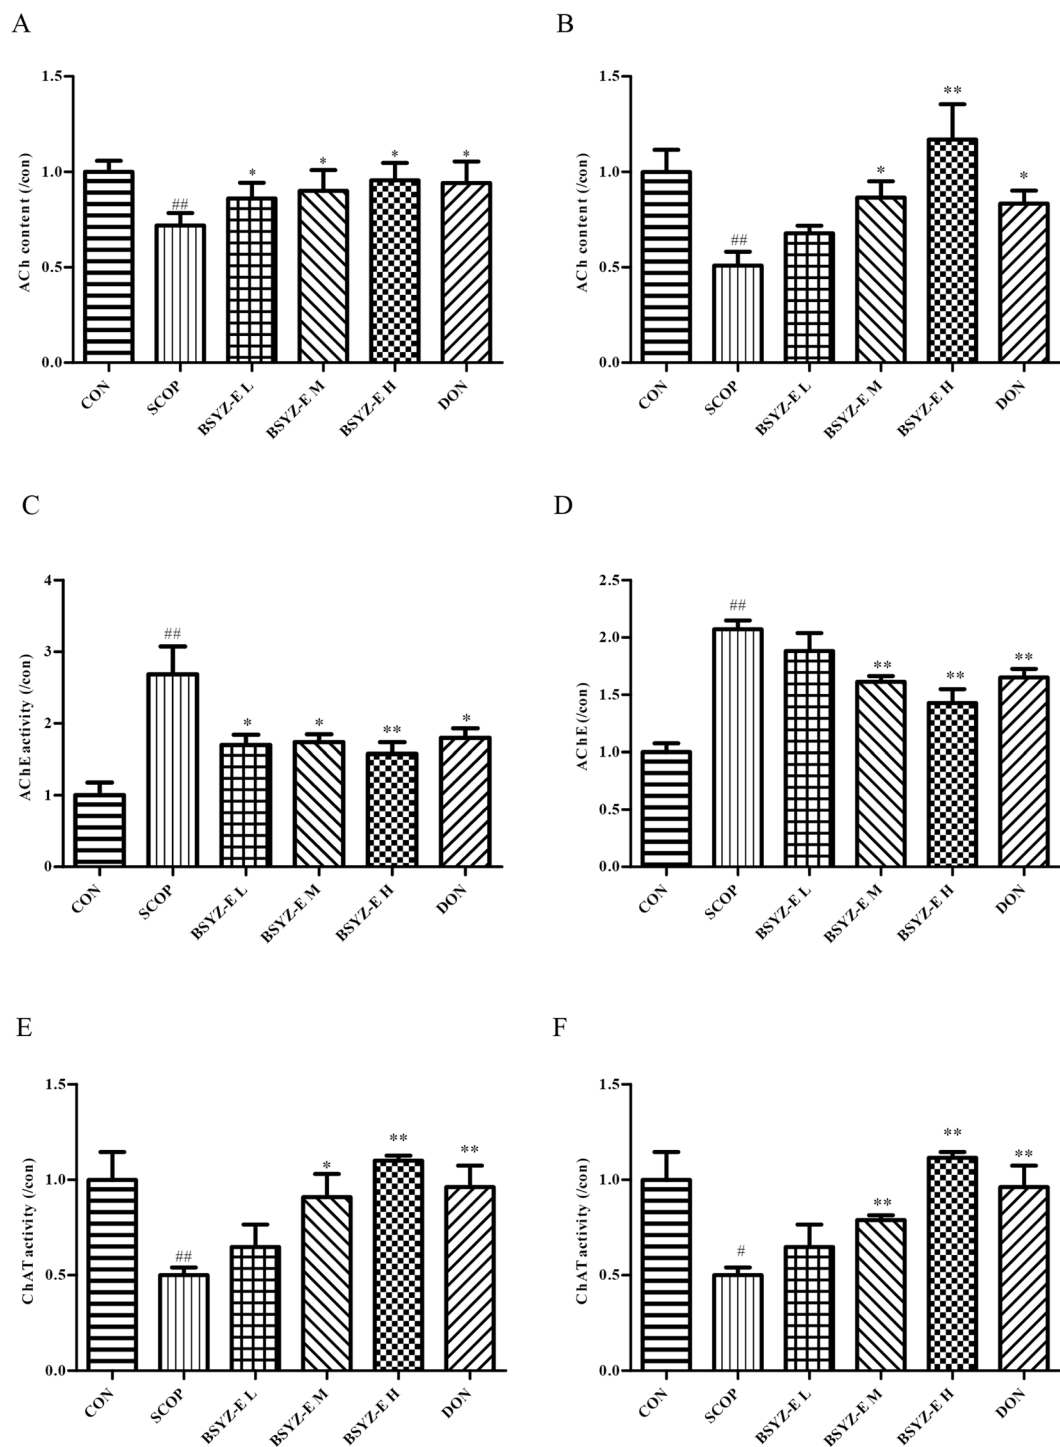 A
B
ACh content (/con)
1.5
1.0
0.5
0.0
##
*
*
*
*
CON
SCOP
BSYZ-E L
BSYZ-E M
BSYZ-E H
DON
ACh content (/con)
1.5
1.0
0.5
0.0
##
*
**
*
CON
SCOP
BSYZ-E L
BSYZ-E M
BSYZ-E H
DON
C
D
AChE activity (/con)
4
3
2
1
0
##
*
*
**
*
CON
SCOP
BSYZ-E L
BSYZ-E M
BSYZ-E H
DON
AChE (/con)
2.5
2.0
1.5
1.0
0.5
0.0
##
**
**
**
CON
SCOP
BSYZ-E L
BSYZ-E M
BSYZ-E H
DON
E
F
ChAT activity (/con)
1.5
1.0
0.5
0.0
##
*
**
**
CON
SCOP
BSYZ-E L
BSYZ-E M
BSYZ-E H
DON
ChAT activity (/con)
1.5
1.0
0.5
0.0
#
**
**
**
CON
SCOP
BSYZ-E L
BSYZ-E M
BSYZ-E H
DON